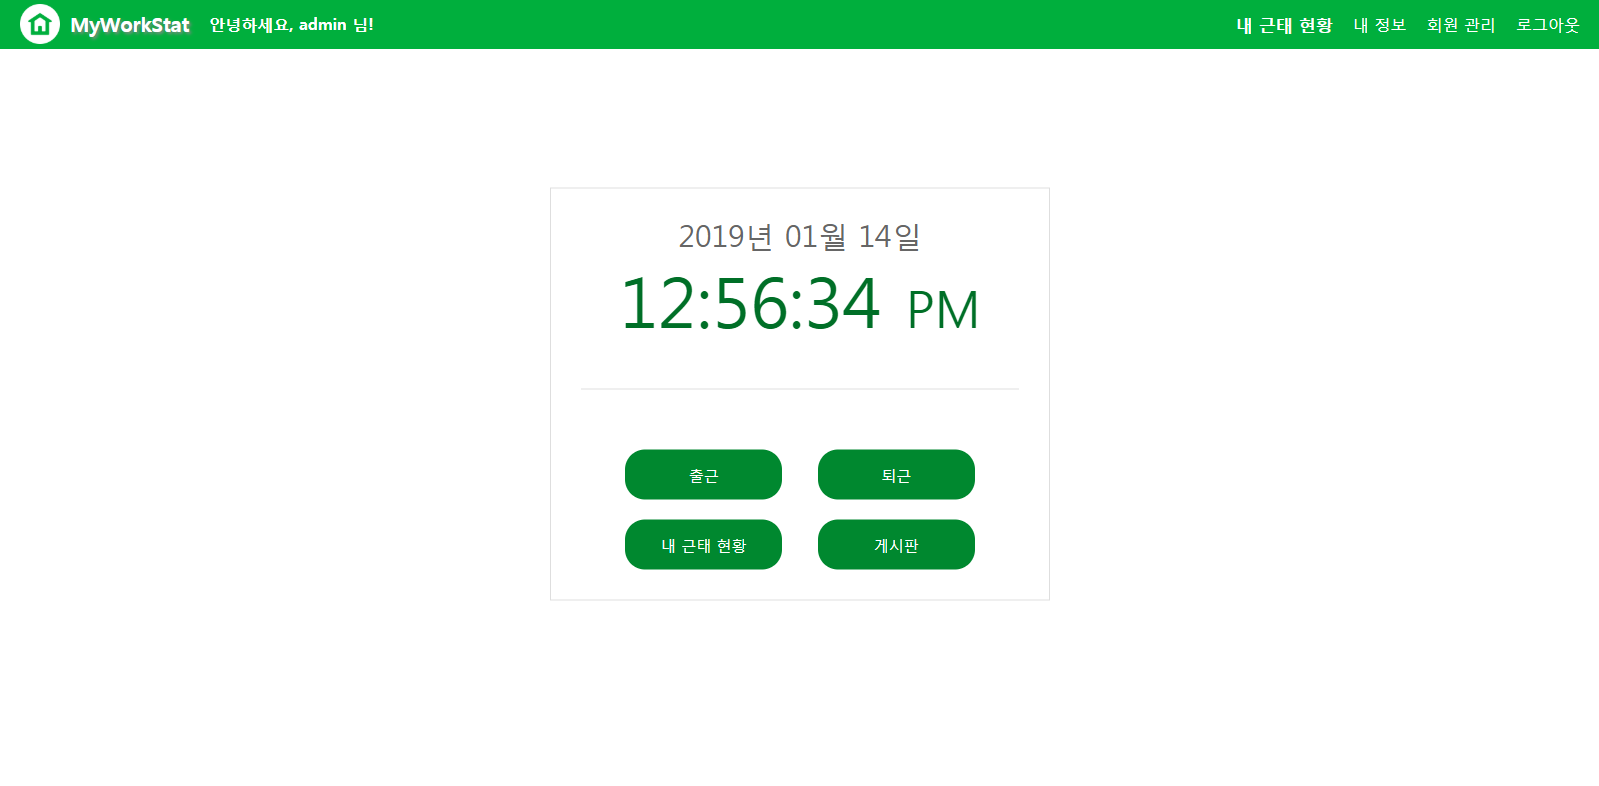 MyWorkStat 안녕하세요, admin 님! 내 근태 현황 내 정보 회원 관리 로그아웃
2019년 01월 14일
12:56:34 PM
출근 퇴근
내 근태 현황 게시판